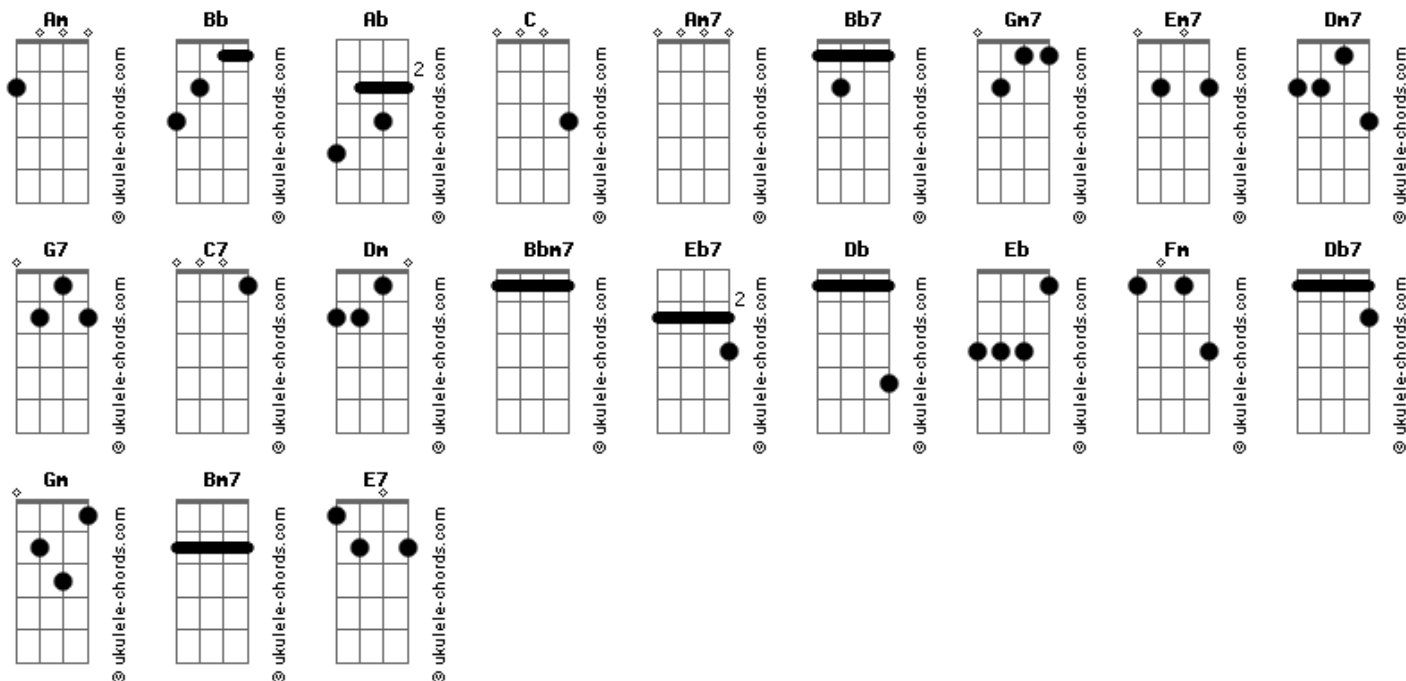 Am Bb Ab C Am7 Bb7 Gm7 Em7 Dm7
2
© ukulele-chords.com © ukulele-chords.com © ukulele-chords.com © ukulele-chords.com © ukulele-chords.com © ukulele-chords.com © ukulele-chords.com © ukulele-chords.com © ukulele-chords.com
G7 C7 Dm Bbm7 Eb7 Db Eb Fm Db7
2
© ukulele-chords.com © ukulele-chords.com © ukulele-chords.com © ukulele-chords.com © ukulele-chords.com © ukulele-chords.com © ukulele-chords.com © ukulele-chords.com © ukulele-chords.com
Gm Bm7 E7
© ukulele-chords.com © ukulele-chords.com © ukulele-chords.com